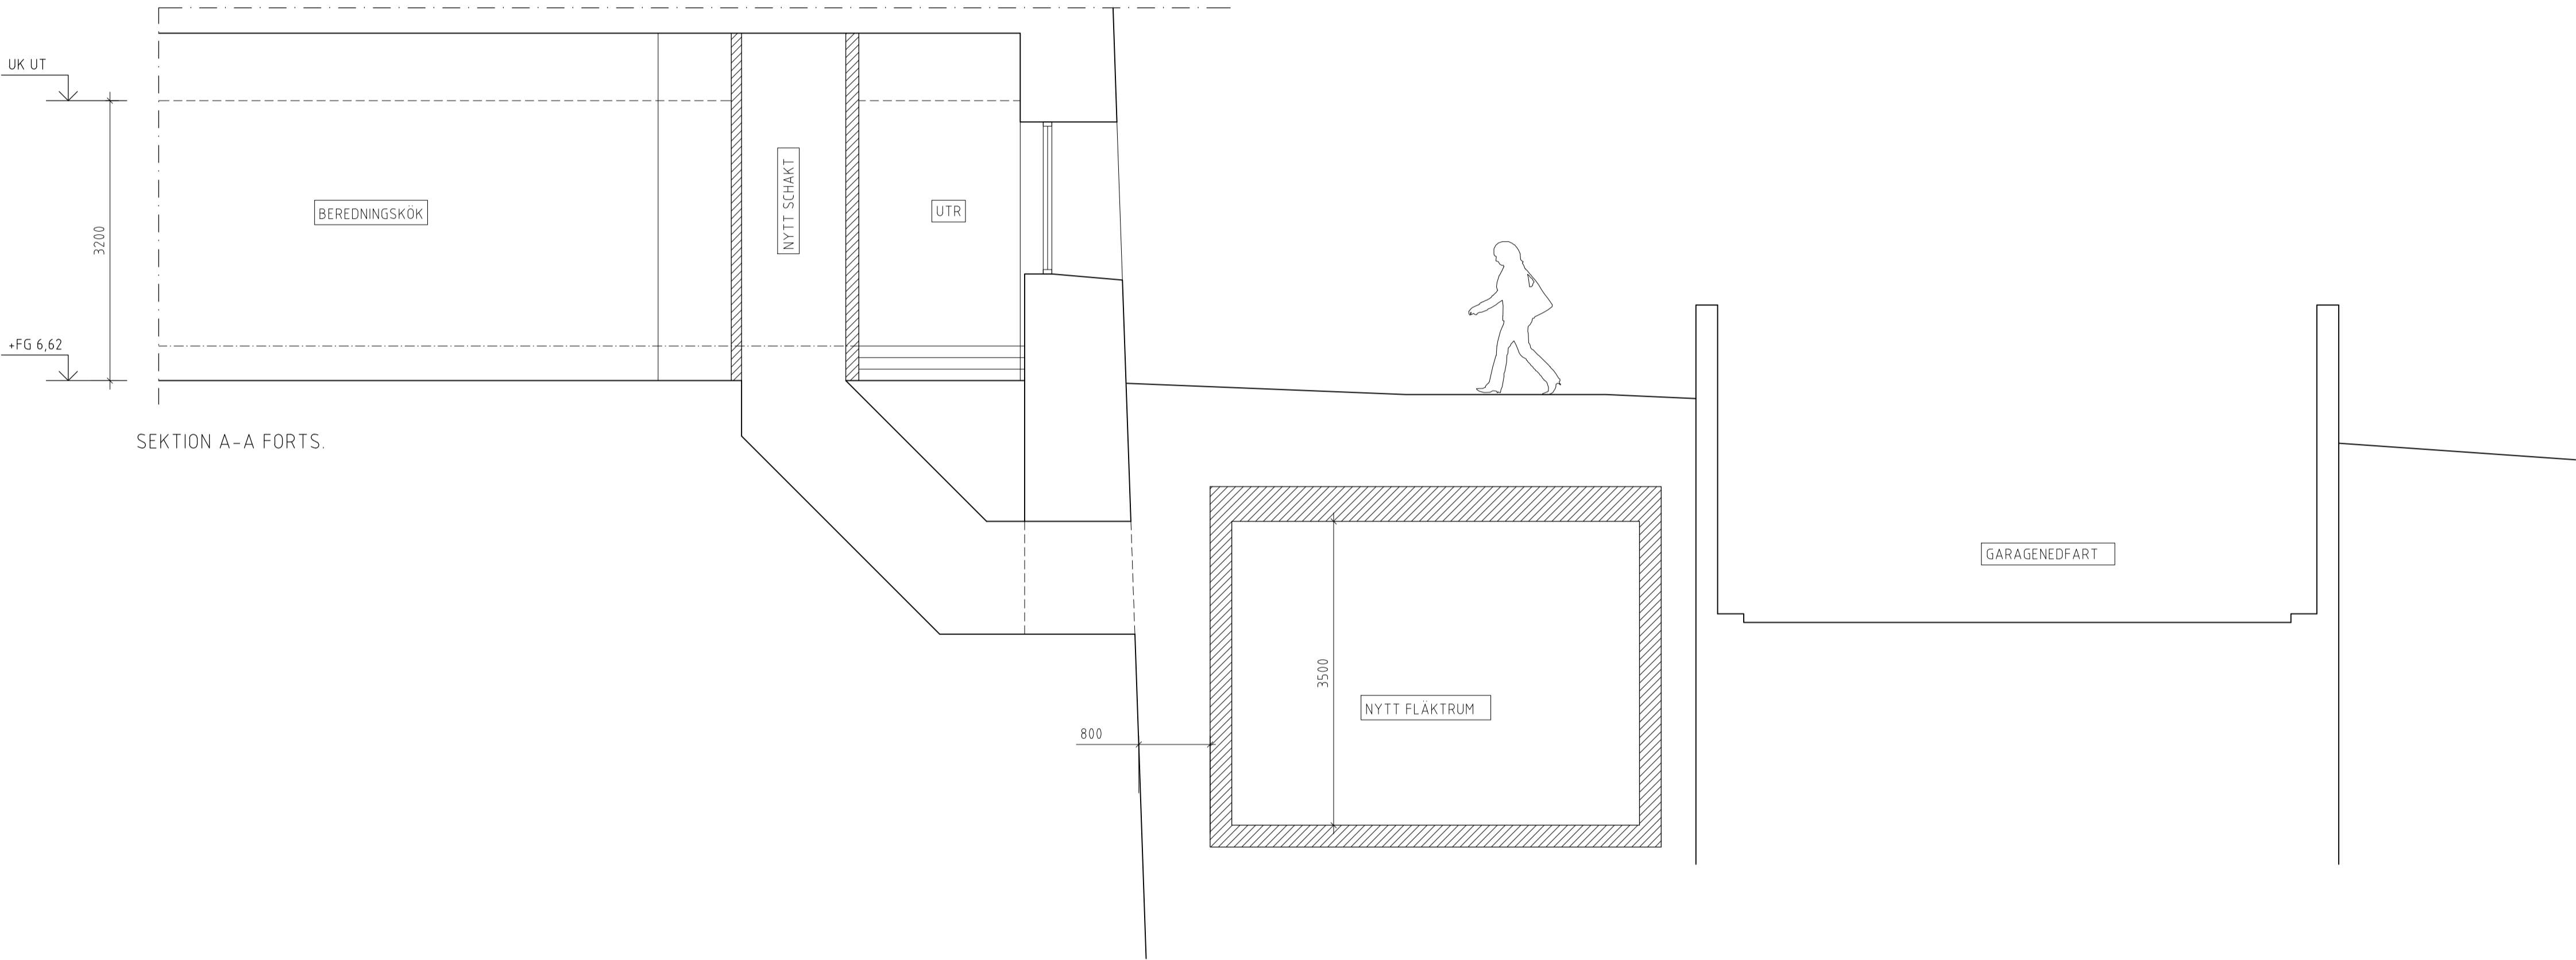 UK UT
NYTT SCHAKT
BEREDNINGSKÖK
UTR
3200
+FG 6,62
SEKTION A-A FORTS.
GARAGENEDFART
3500
NYTT FLÄKTRUM
800